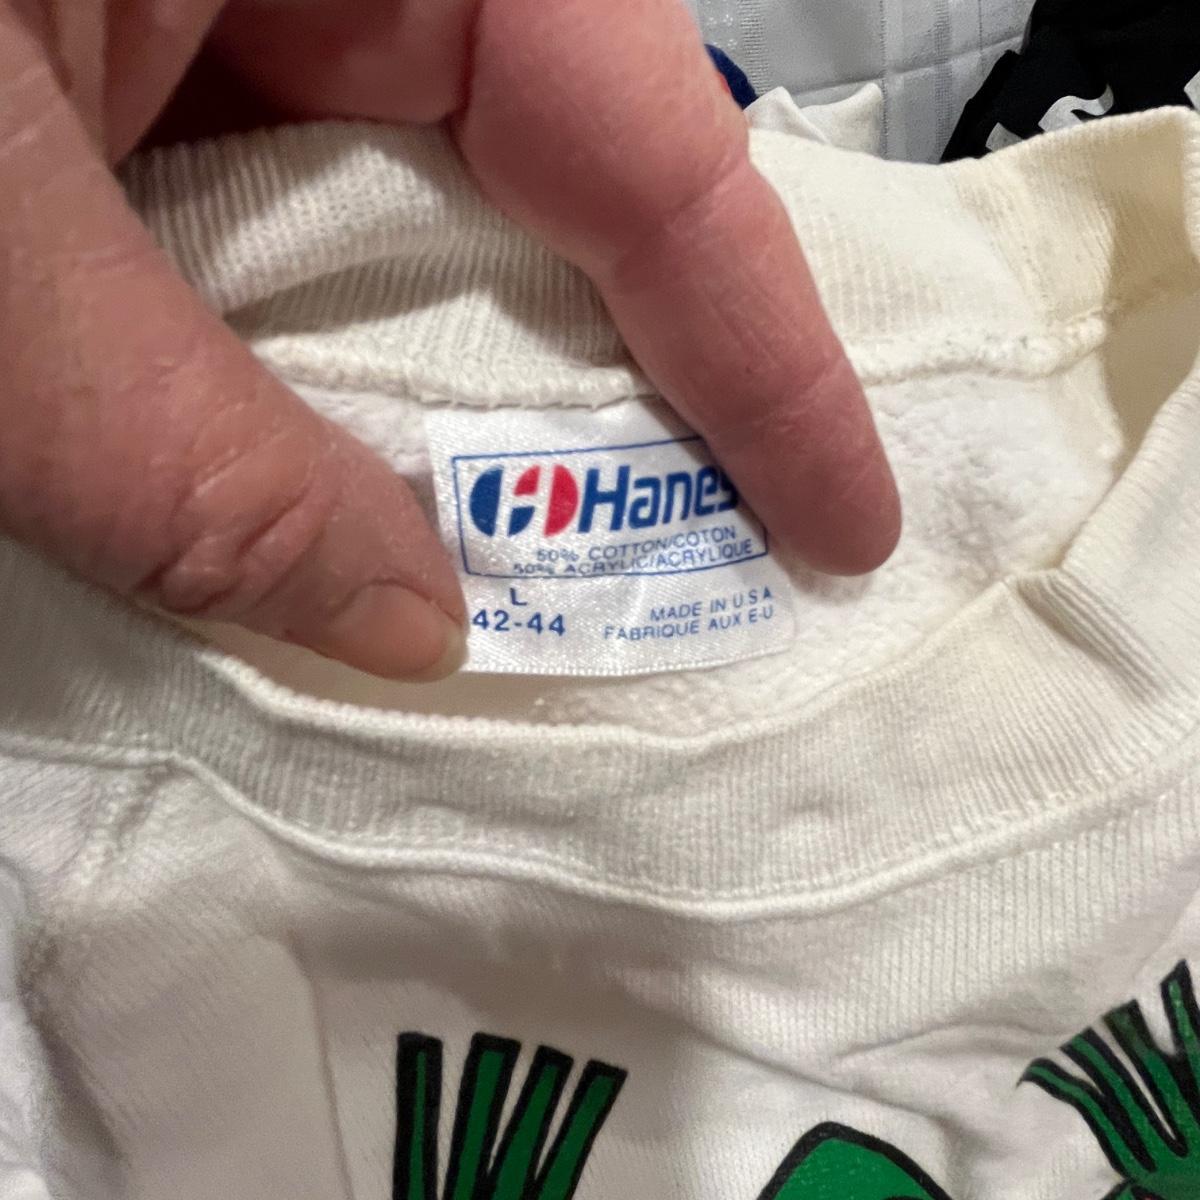 Hanes
50% COTTON/COTON
50% ACRYLIC/ACRYLIQUE
L
42-44
MADE IN U.S.A
FABRIQUE AUX E-U